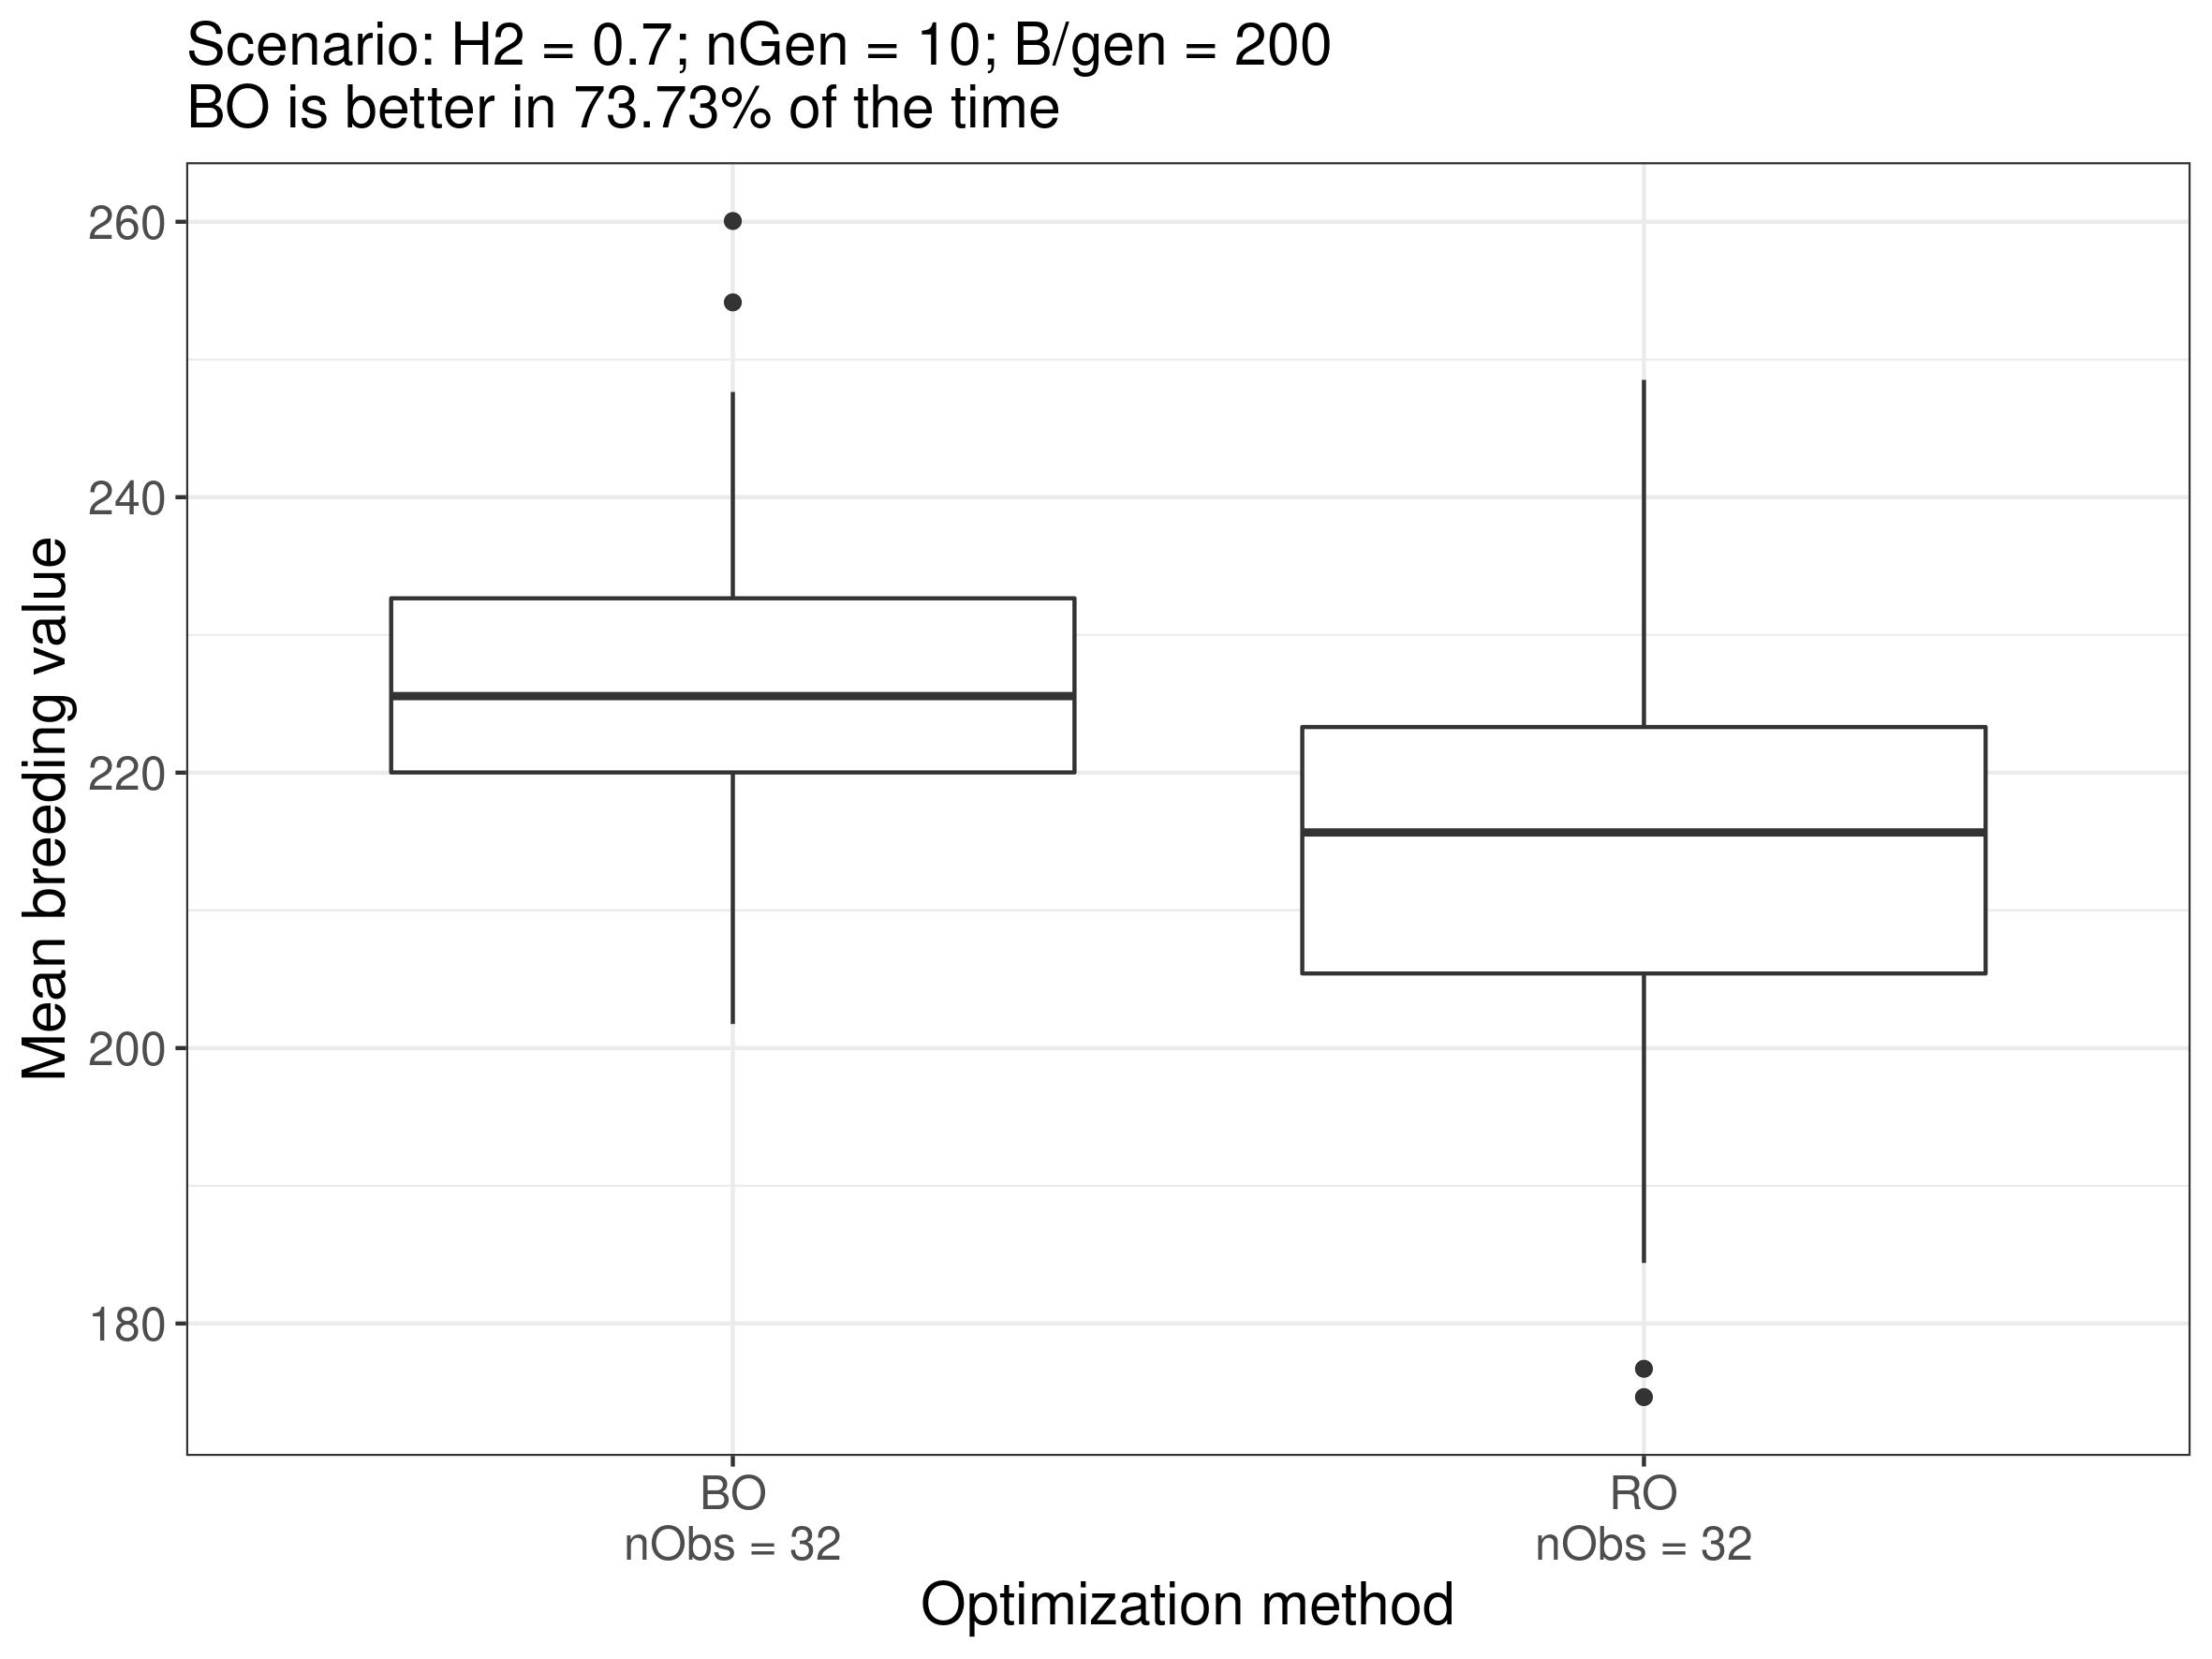 Scenario: H2 = 0.7; nGen = 10; B/gen = 200
BO is better in 73.73% of the time
Mean breeding value
260
240
220
200
180
BO
nObs = 32
RO
nObs = 32
Optimization method